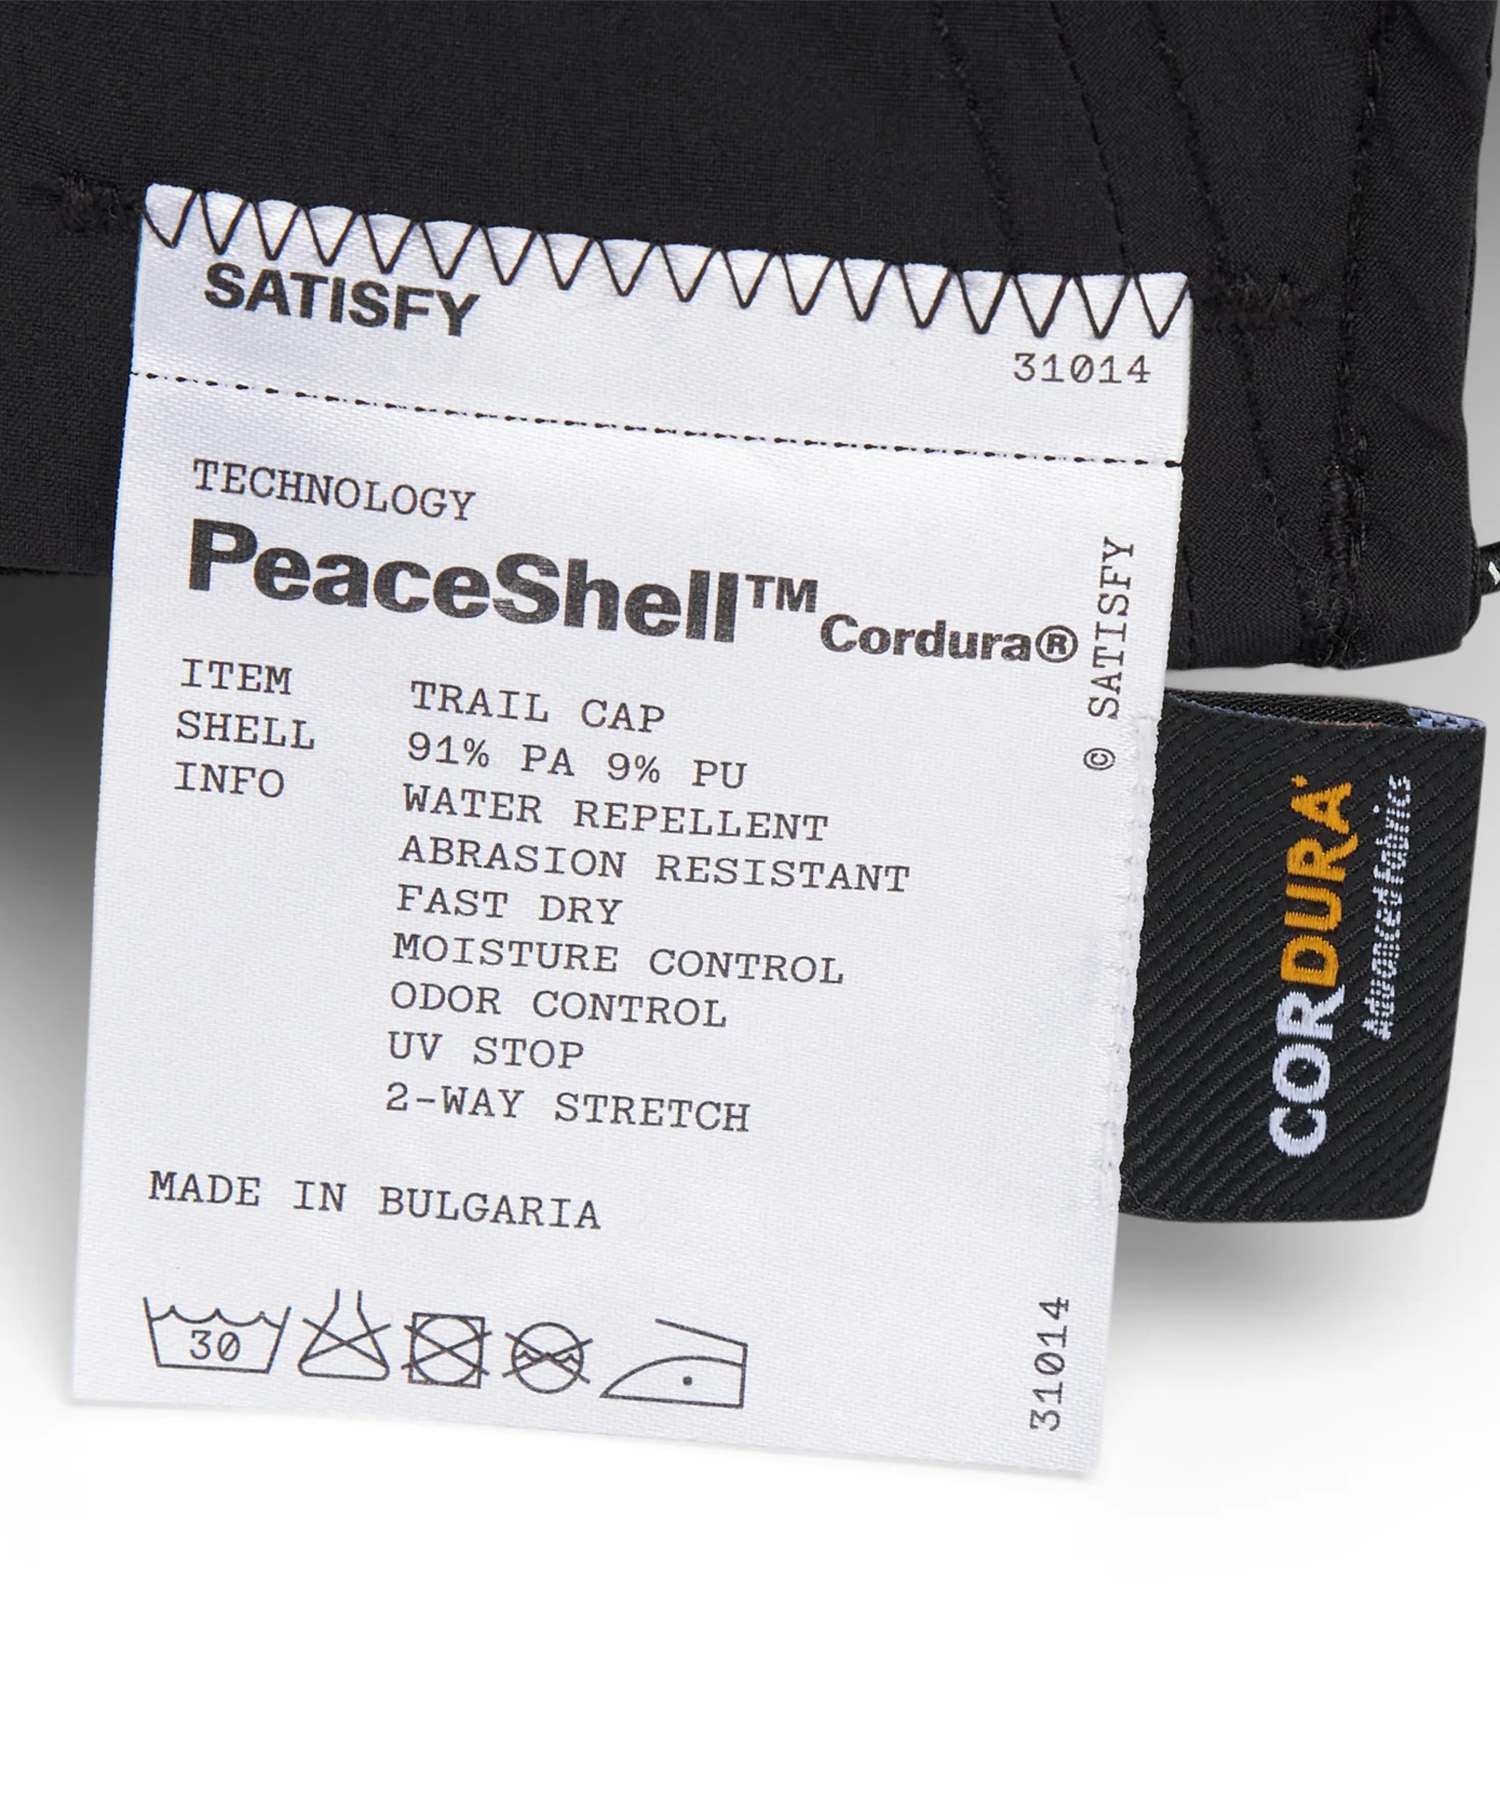 SATISFY
31014
TECHNOLOGY
PeaceShell™ Cordura®
ITEM TRAIL CAP
SHELL 91% PA 9% PU
INFO WATER REPELLENT
ABRASION RESISTANT
FAST DRY
MOISTURE CONTROL
ODOR CONTROL
UV STOP
2-WAY STRETCH
MADE IN BULGARIA
30
© SATISFY
31014
CORDURA
Advanced Fabrics